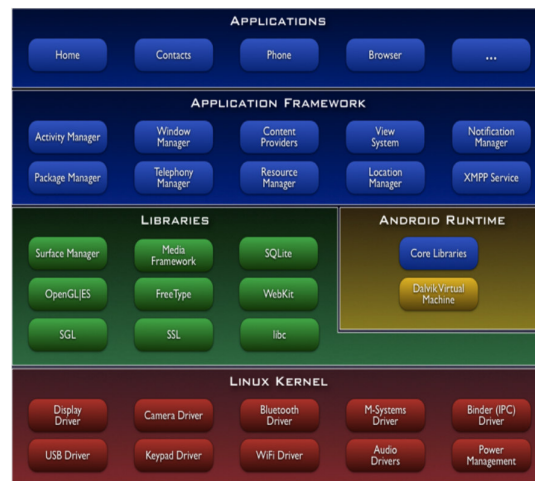 APPLICATIONS
Home Contacts Phone Browser ...
APPLICATION FRAMEWORK
Activity Manager Window Manager Content Providers View System Notification Manager
Package Manager Telephony Manager Resource Manager Location Manager XMPP Service
LIBRARIES
Surface Manager Media Framework SQLite
OpenGL|ES FreeType WebKit
SGL SSL libc
ANDROID RUNTIME
Core Libraries
Dalvik Virtual Machine
LINUX KERNEL
Display Driver Camera Driver Bluetooth Driver M-Systems Driver Binder (IPC) Driver
USB Driver Keypad Driver WiFi Driver Audio Drivers Power Management